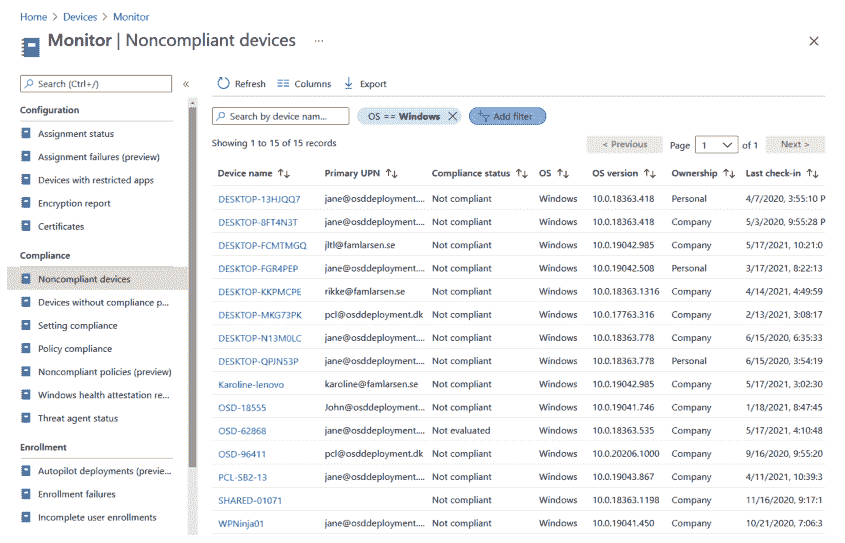 Home > Devices > Monitor
Monitor | Noncompliant devices ...
Search (Ctrl+/)
«
Configuration
Assignment status
Assignment failures (preview)
Devices with restricted apps
Encryption report
Certificates
Compliance
Noncompliant devices
Devices without compliance p...
Setting compliance
Policy compliance
Noncompliant policies (preview)
Windows health attestation re...
Threat agent status
Enrollment
Autopilot deployments (previe...
Enrollment failures
Incomplete user enrollments
Refresh Columns Export
Search by device name... OS == Windows Add filter
Showing 1 to 15 of 15 records < Previous Page 1 of 1 Next >
Device name Primary UPN Compliance status OS OS version Ownership Last check-in
DESKTOP-13HJQQ7 jane@osddeployment.... Not compliant Windows 10.0.18363.418 Personal 4/7/2020, 3:55:10 P
DESKTOP-8FT4N3T jane@osddeployment.... Not compliant Windows 10.0.18363.418 Company 5/3/2020, 9:55:28 P
DESKTOP-FCMTMGQ jltl@famlarsen.se Not compliant Windows 10.0.19042.985 Company 5/17/2021, 10:21:0
DESKTOP-FGR4PEP jane@osddeployment.... Not compliant Windows 10.0.19042.508 Personal 3/17/2021, 8:22:13
DESKTOP-KKPMCPE rikke@famlarsen.se Not compliant Windows 10.0.18363.1316 Company 4/14/2021, 4:49:59
DESKTOP-MKG73PK pcl@osddeployment.dk Not compliant Windows 10.0.17763.316 Company 2/13/2021, 3:08:17
DESKTOP-N13M0LC jane@osddeployment.... Not compliant Windows 10.0.18363.778 Company 6/15/2020, 6:35:33
DESKTOP-QPJN53P jane@osddeployment.... Not compliant Windows 10.0.18363.778 Personal 6/15/2020, 3:54:19
Karoline-lenovo karoline@famlarsen.se Not compliant Windows 10.0.19042.985 Company 5/17/2021, 3:02:30
OSD-18555 John@osddeployment.... Not compliant Windows 10.0.19041.746 Company 1/18/2021, 8:47:45
OSD-62868 jane@osddeployment.... Not evaluated Windows 10.0.18363.535 Company 5/17/2021, 4:10:48
OSD-96411 pcl@osddeployment.dk Not compliant Windows 10.0.20206.1000 Company 9/16/2020, 9:55:20
PCL-SB2-13 jane@osddeployment.... Not compliant Windows 10.0.19043.867 Company 4/11/2021, 10:39:3
SHARED-01071 Not compliant Windows 10.0.18363.1198 Company 11/16/2020, 9:17:1
WPNinja01 jane@osddeployment.... Not compliant Windows 10.0.19041.450 Company 10/21/2020, 7:06:3